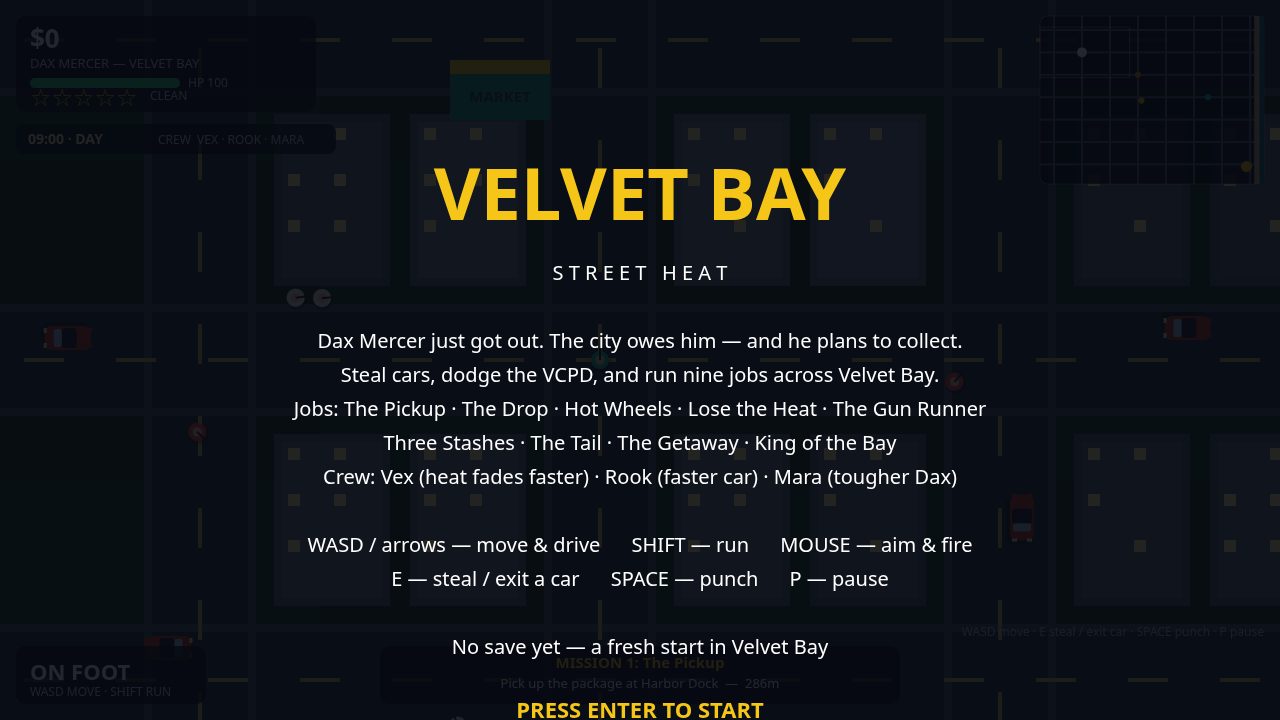 $0
DAX MERCER — VELVET BAY
HP 100
☆☆☆☆☆ CLEAN
09:00 · DAY CREW VEX · ROOK · MARA
MARKET
VELVET BAY
STREET HEAT
Dax Mercer just got out. The city owes him — and he plans to collect.
Steal cars, dodge the VCPD, and run nine jobs across Velvet Bay.
Jobs: The Pickup · The Drop · Hot Wheels · Lose the Heat · The Gun Runner
Three Stashes · The Tail · The Getaway · King of the Bay
Crew: Vex (heat fades faster) · Rook (faster car) · Mara (tougher Dax)
WASD / arrows — move & drive SHIFT — run MOUSE — aim & fire
E — steal / exit a car SPACE — punch P — pause
WASD move · E steal / exit car · SPACE punch · P pause
No save yet — a fresh start in Velvet Bay
ON FOOT
WASD MOVE · SHIFT RUN
MISSION 1: The Pickup
Pick up the package at Harbor Dock — 286m
PRESS ENTER TO START